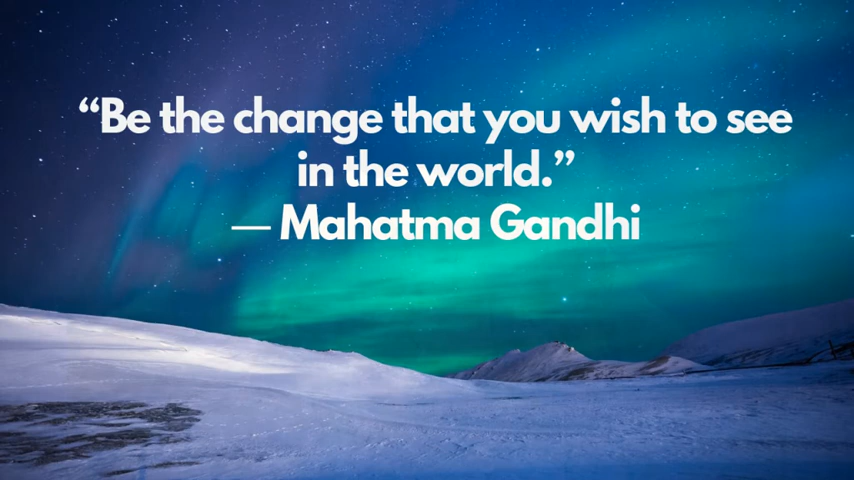 “Be the change that you wish to see
in the world.”
— Mahatma Gandhi